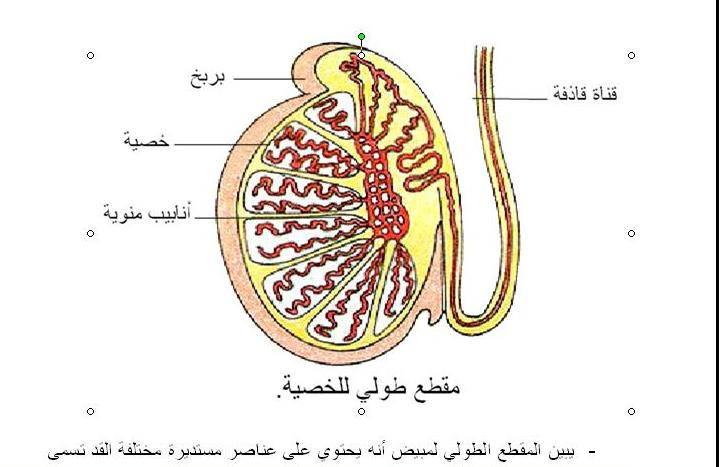 بربخ
قناة قاذفة
خصية
أنابيب منوية
مقطع طولي للخصية.
- يبين المقطع الطولي لمبيض أنه يحتوي على عناصر مستديرة مختلفة القد تسمى